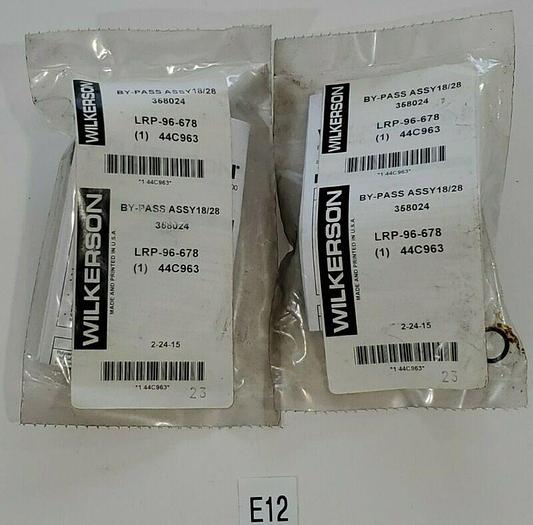 WILKERSON
BY-PASS ASSY18/28
358024
LRP-96-678
(1) 44C963
*1 44C963*
WILKERSON
MADE AND PRINTED IN U.S.A
BY-PASS ASSY18/28
358024
LRP-96-678
(1) 44C963
2-24-15
*1 44C963*
23
WILKERSON
BY-PASS ASSY18/28
358024
LRP-96-678
(1) 44C963
*1 44C963*
WILKERSON
MADE AND PRINTED IN U.S.A
BY-PASS ASSY18/28
358024
LRP-96-678
(1) 44C963
2-24-15
*1 44C963*
23
E12